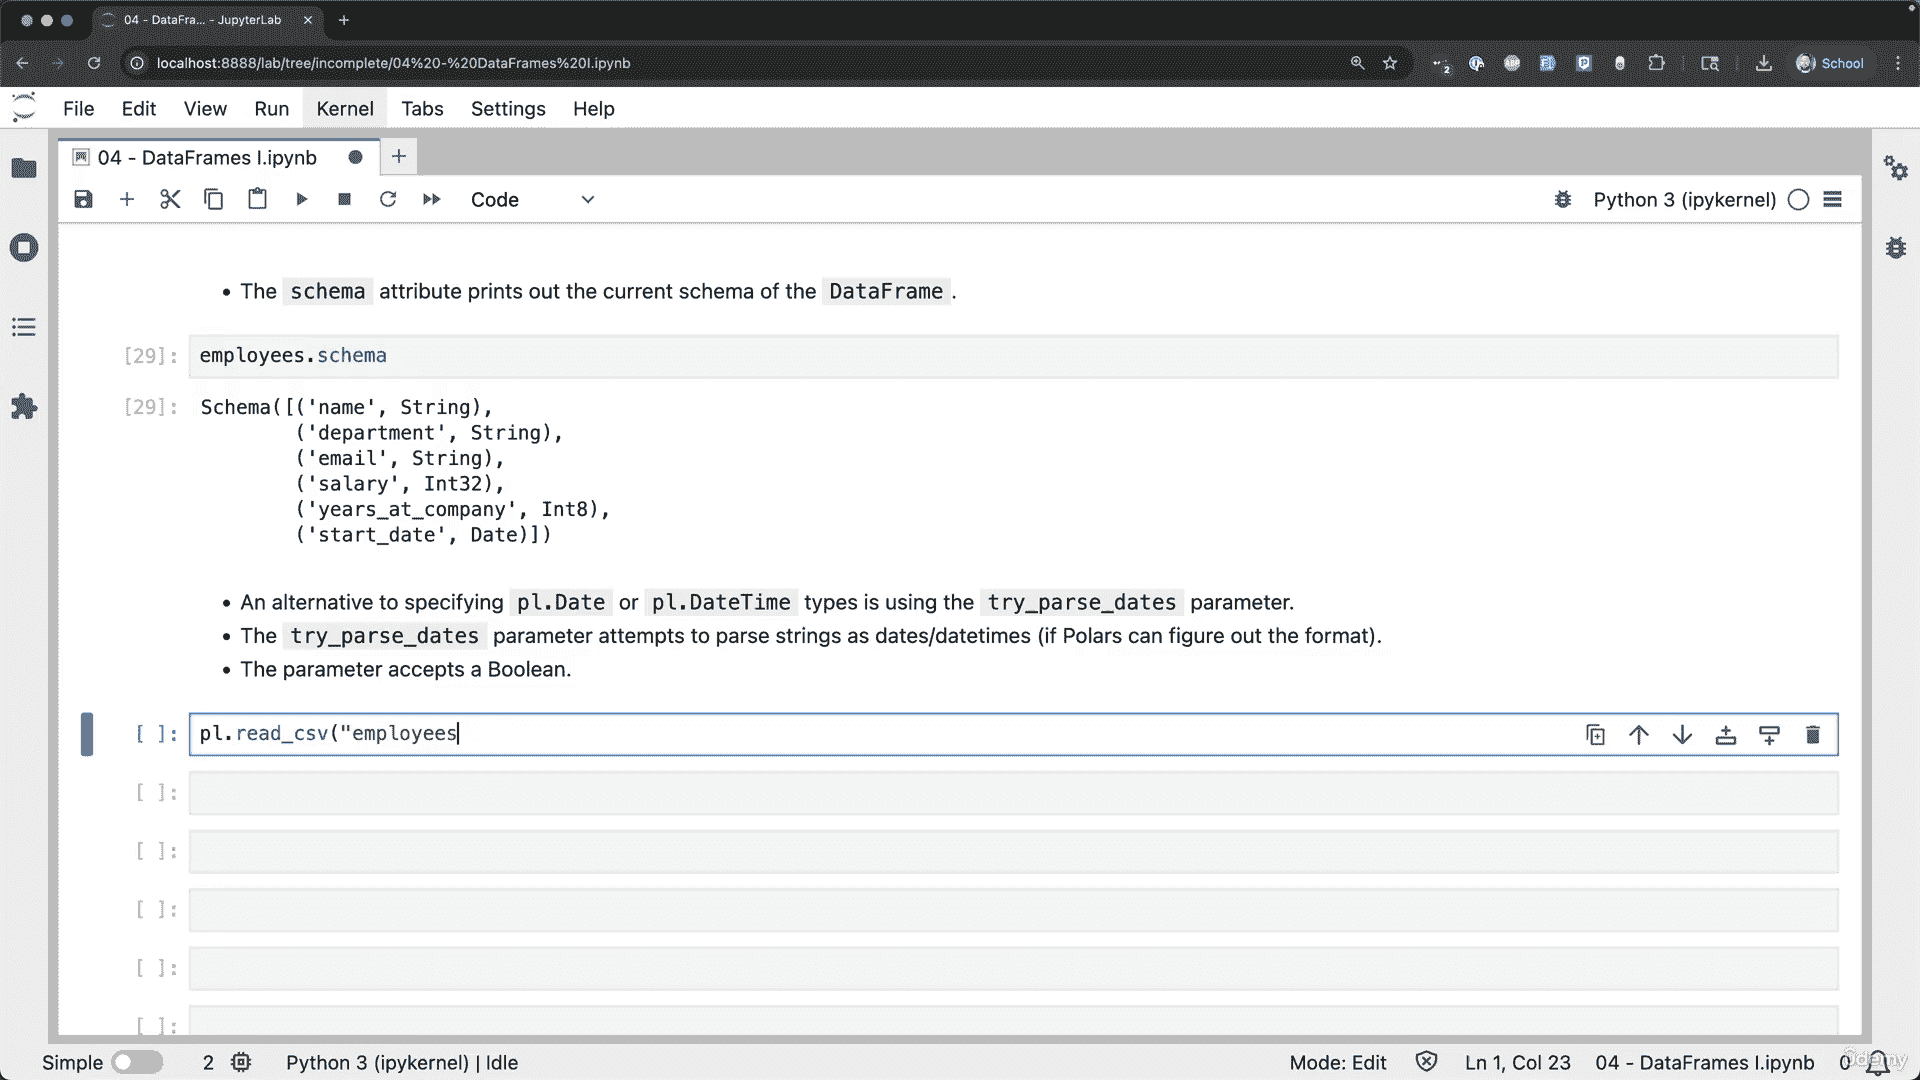 04 - DataFra... - JupyterLab
localhost:8888/lab/tree/incomplete/04%20-%20DataFrames%20I.ipynb
2
School
File Edit View Run Kernel Tabs Settings Help
04 - DataFrames I.ipynb
Code
Python 3 (ipykernel)
• The schema attribute prints out the current schema of the DataFrame.
[29]: employees.schema
[29]: Schema([('name', String),
('department', String),
('email', String),
('salary', Int32),
('years_at_company', Int8),
('start_date', Date)])
• An alternative to specifying pl.Date or pl.DateTime types is using the try_parse_dates parameter.
• The try_parse_dates parameter attempts to parse strings as dates/datetimes (if Polars can figure out the format).
• The parameter accepts a Boolean.
[ ]: pl.read_csv("employees
[ ]:
[ ]:
[ ]:
[ ]:
[ ]:
Simple 2 Python 3 (ipykernel) | Idle Mode: Edit Ln 1, Col 23 04 - DataFrames I.ipynb 0
udemy